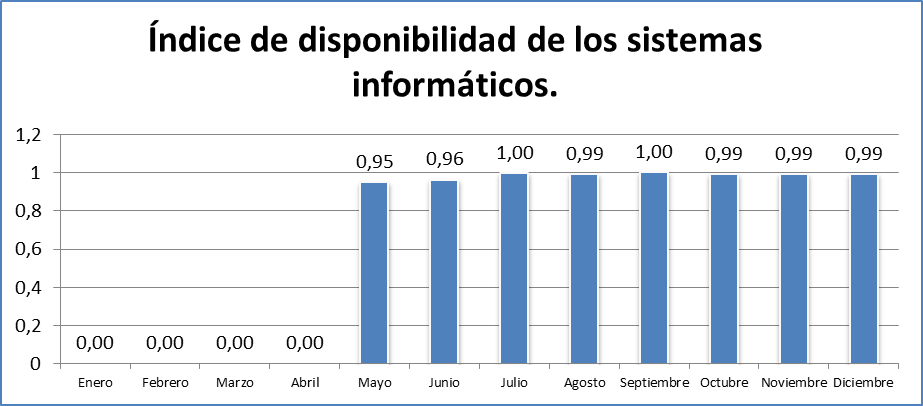 Índice de disponibilidad de los sistemas
informáticos.
1,2
1
0,8
0,6
0,4
0,2
0
0,00 0,00 0,00 0,00 0,95 0,96 1,00 0,99 1,00 0,99 0,99 0,99
Enero Febrero Marzo Abril Mayo Junio Julio Agosto Septiembre Octubre Noviembre Diciembre